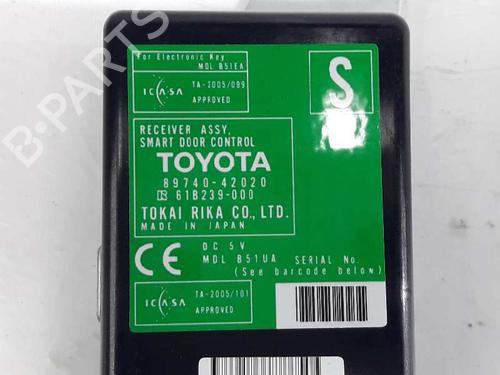 For Electronic Key
MDL B51EA
ICASA
TA-2005/099
APPROVED
S
RECEIVER ASSY,
SMART DOOR CONTROL
TOYOTA
89740-42020
61B239-000
TOKAI RIKA CO., LTD.
MADE IN JAPAN
CE
DC 5V
MDL B51UA SERIAL No.
(See barcode below)
ICASA
TA-2005/101
APPROVED
B-PARTS